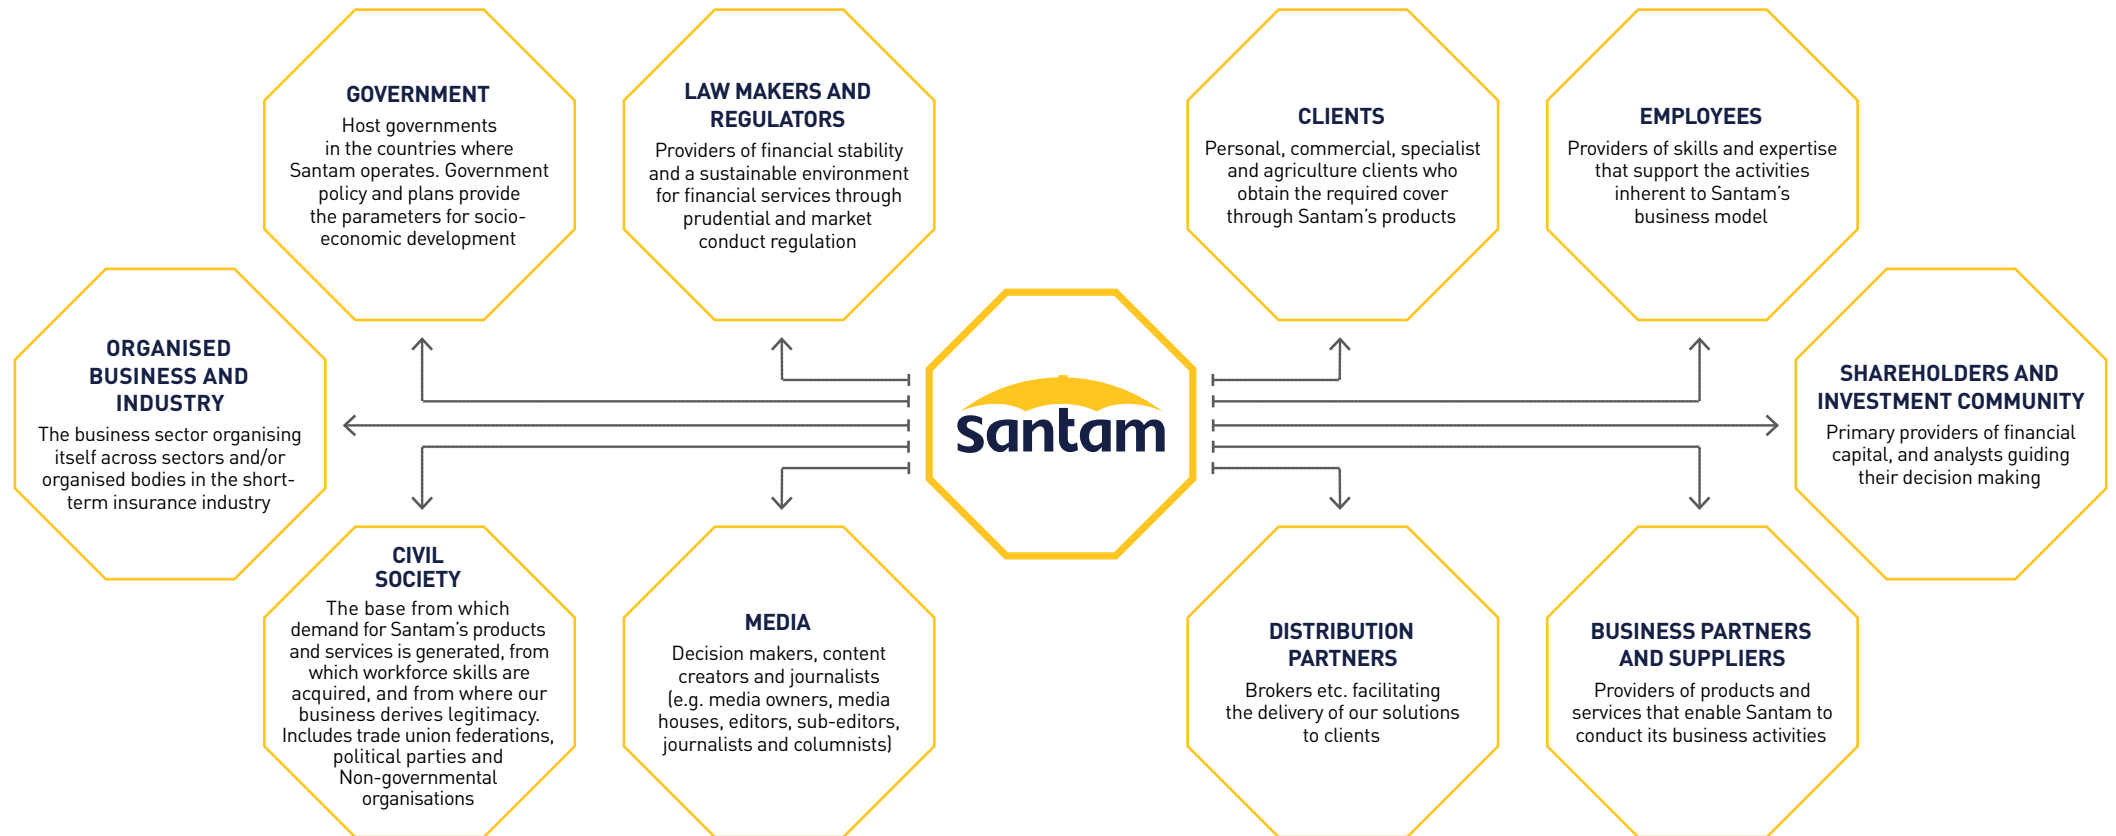 GOVERNMENT
Host governments
in the countries where
Santam operates. Government
policy and plans provide
the parameters for socio-
economic development
LAW MAKERS AND
REGULATORS
Providers of financial stability
and a sustainable environment
for financial services through
prudential and market
conduct regulation
CLIENTS
Personal, commercial, specialist
and agriculture clients who
obtain the required cover
through Santam's products
EMPLOYEES
Providers of skills and expertise
that support the activities
inherent to Santam's
business model
ORGANISED
BUSINESS AND
INDUSTRY
The business sector organising
itself across sectors and/or
organised bodies in the short-
term insurance industry
santam
SHAREHOLDERS AND
INVESTMENT COMMUNITY
Primary providers of financial
capital, and analysts guiding
their decision making
CIVIL
SOCIETY
The base from which
demand for Santam's products
and services is generated, from
which workforce skills are
acquired, and from where our
business derives legitimacy.
Includes trade union federations,
political parties and
Non-governmental
organisations
MEDIA
Decision makers, content
creators and journalists
(e.g. media owners, media
houses, editors, sub-editors,
journalists and columnists)
DISTRIBUTION
PARTNERS
Brokers etc. facilitating
the delivery of our solutions
to clients
BUSINESS PARTNERS
AND SUPPLIERS
Providers of products and
services that enable Santam to
conduct its business activities